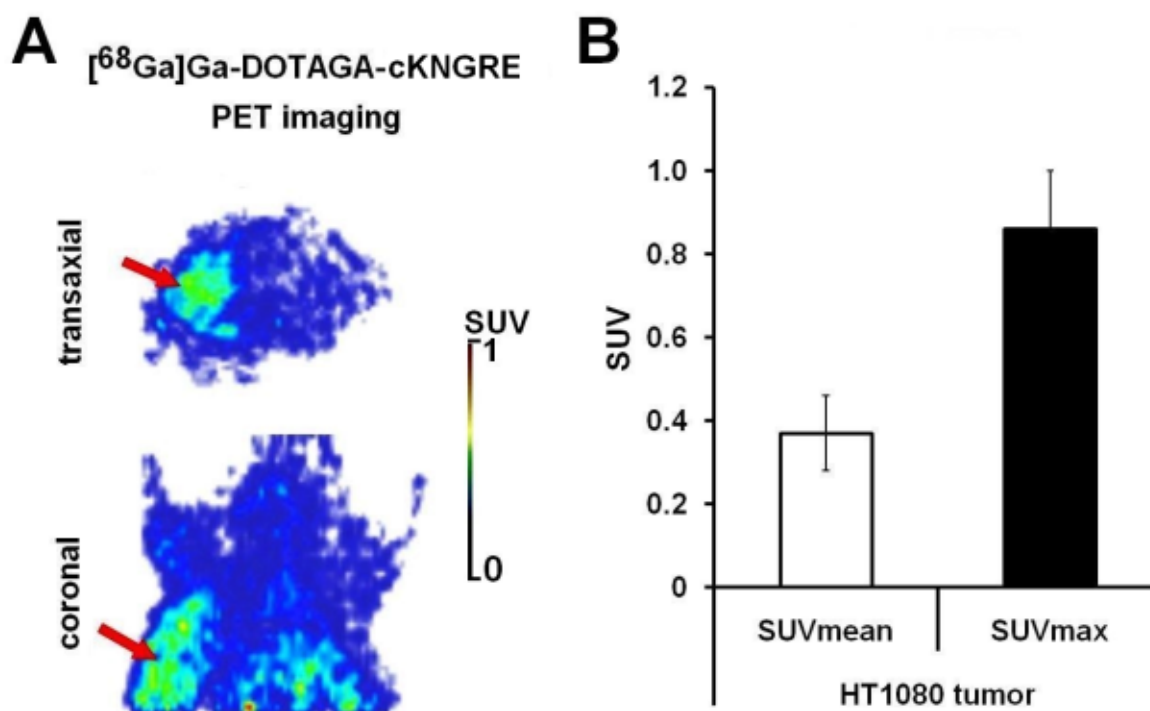 A
[⁶⁸Ga]Ga-DOTAGA-cKNGRE
PET imaging
transaxial
coronal
SUV
1
0
B
1.2
1.0
0.8
0.6
0.4
0.2
0
SUV
SUVmean
SUVmax
HT1080 tumor